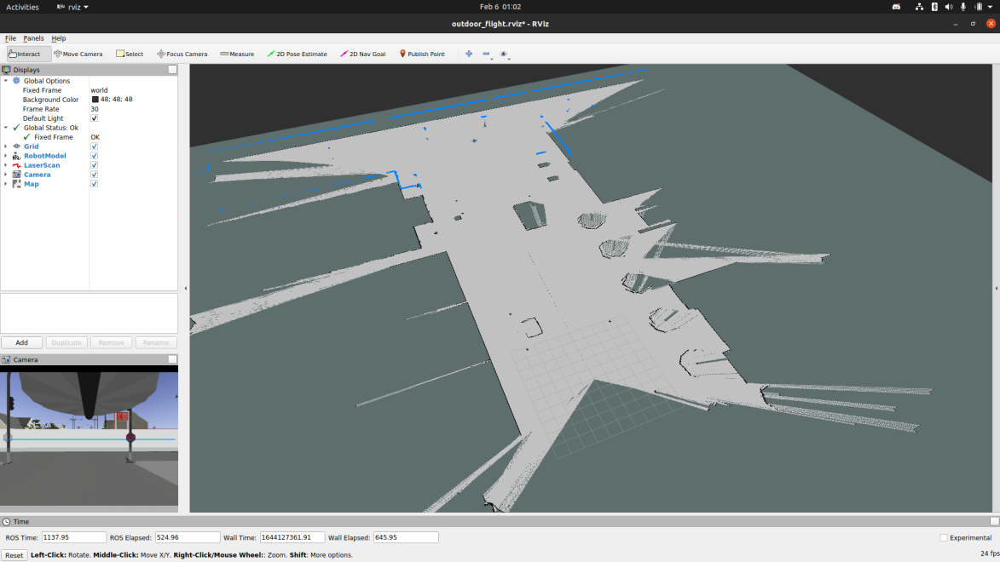 Activities rviz Feb 6 01:02
outdoor_flight.rviz* - RViz
File Panels Help
Interact Move Camera Select Focus Camera Measure 2D Pose Estimate 2D Nav Goal Publish Point
Displays
Global Options
Fixed Frame world
Background Color 48; 48; 48
Frame Rate 30
Default Light
Global Status: Ok
Fixed Frame OK
Grid
RobotModel
LaserScan
Camera
Map
Add Duplicate Remove Rename
Camera
Time
ROS Time: 1137.95 ROS Elapsed: 524.96 Wall Time: 1644127361.91 Wall Elapsed: 645.95 Experimental
Reset Left-Click: Rotate. Middle-Click: Move X/Y. Right-Click/Mouse Wheel:: Zoom. Shift: More options. 24 fps